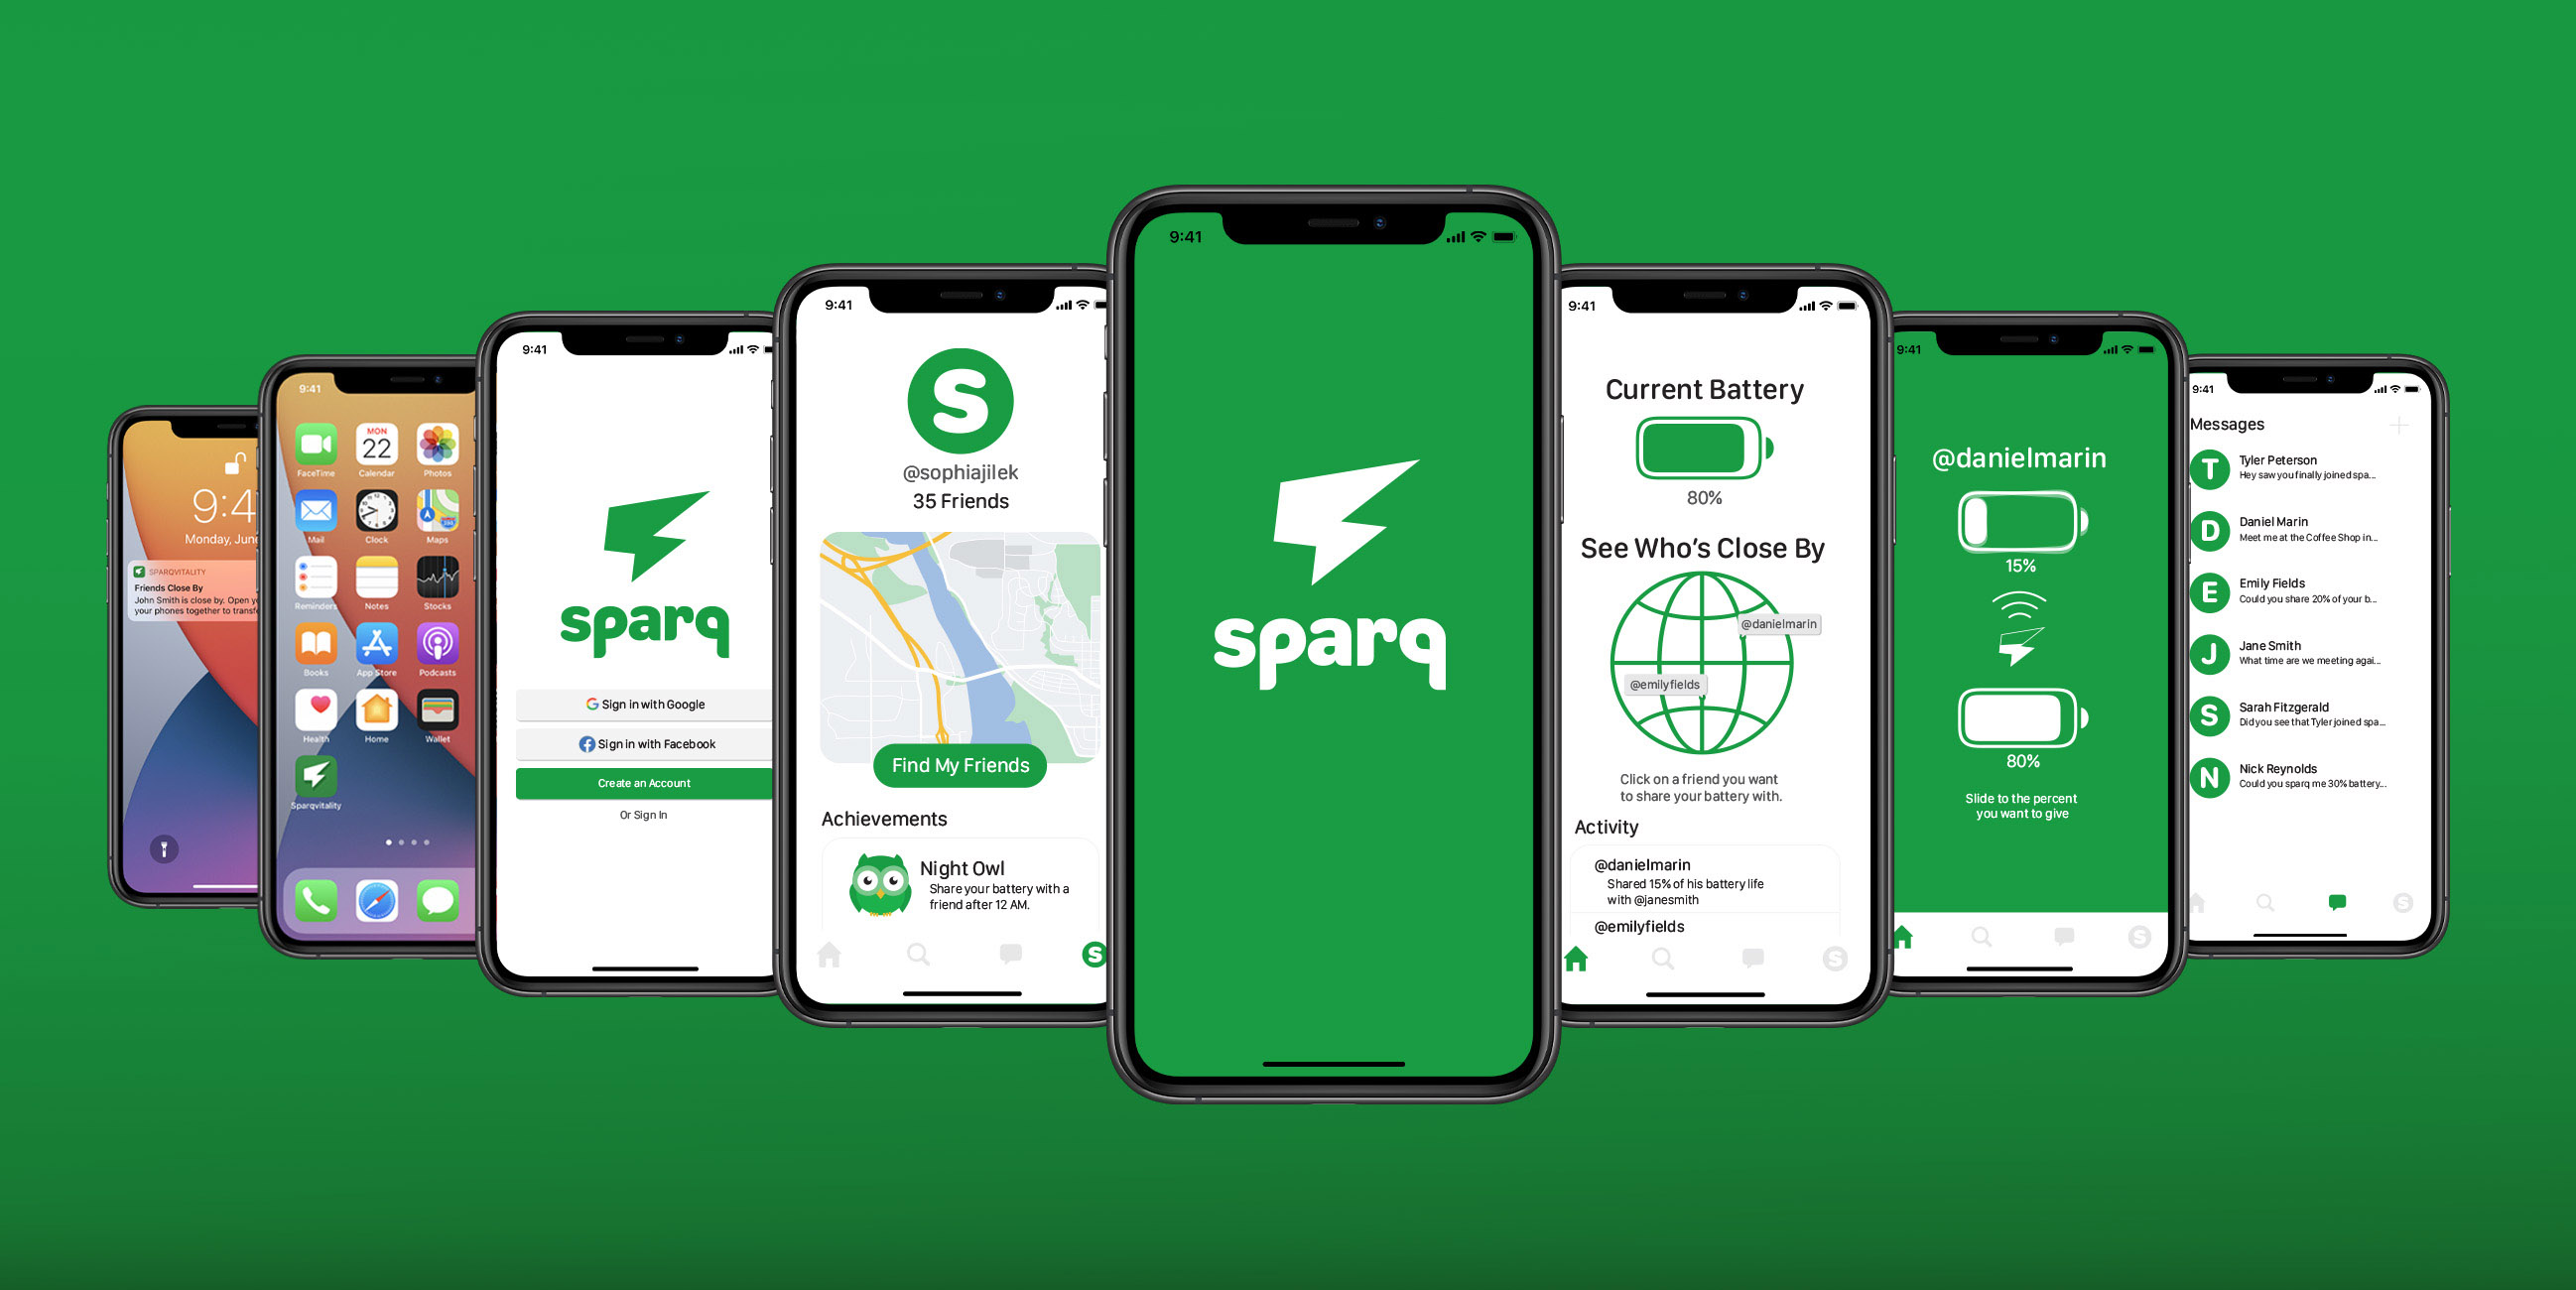 9:4
Monday, June
SPARQVITALITY
Friends Close By
John Smith is close by. Open
your phones together to transf
9:41
FaceTime
MON
22
Calendar
Photos
Mail
Clock
Maps
Reminders
Notes
Stocks
Books
App Store
Podcasts
Health
Home
Wallet
Sparqvitality
9:41
sparq
G Sign in with Google
f Sign in with Facebook
Create an Account
Or Sign In
9:41
S
@sophiajilek
35 Friends
Find My Friends
Achievements
Night Owl
Share your battery with a
friend after 12 AM.
S
9:41
sparq
9:41
Current Battery
80%
See Who's Close By
@danielmarin
@emilyfields
Click on a friend you want
to share your battery with.
Activity
@danielmarin
Shared 15% of his battery life
with @janesmith
@emilyfields
S
9:41
@danielmarin
15%
80%
Slide to the percent
you want to give
S
9:41
Messages
T
Tyler Peterson
Hey saw you finally joined spa...
D
Daniel Marin
Meet me at the Coffee Shop in...
E
Emily Fields
Could you share 20% of your b...
J
Jane Smith
What time are we meeting agai...
S
Sarah Fitzgerald
Did you see that Tyler joined spa...
N
Nick Reynolds
Could you sparq me 30% battery...
S